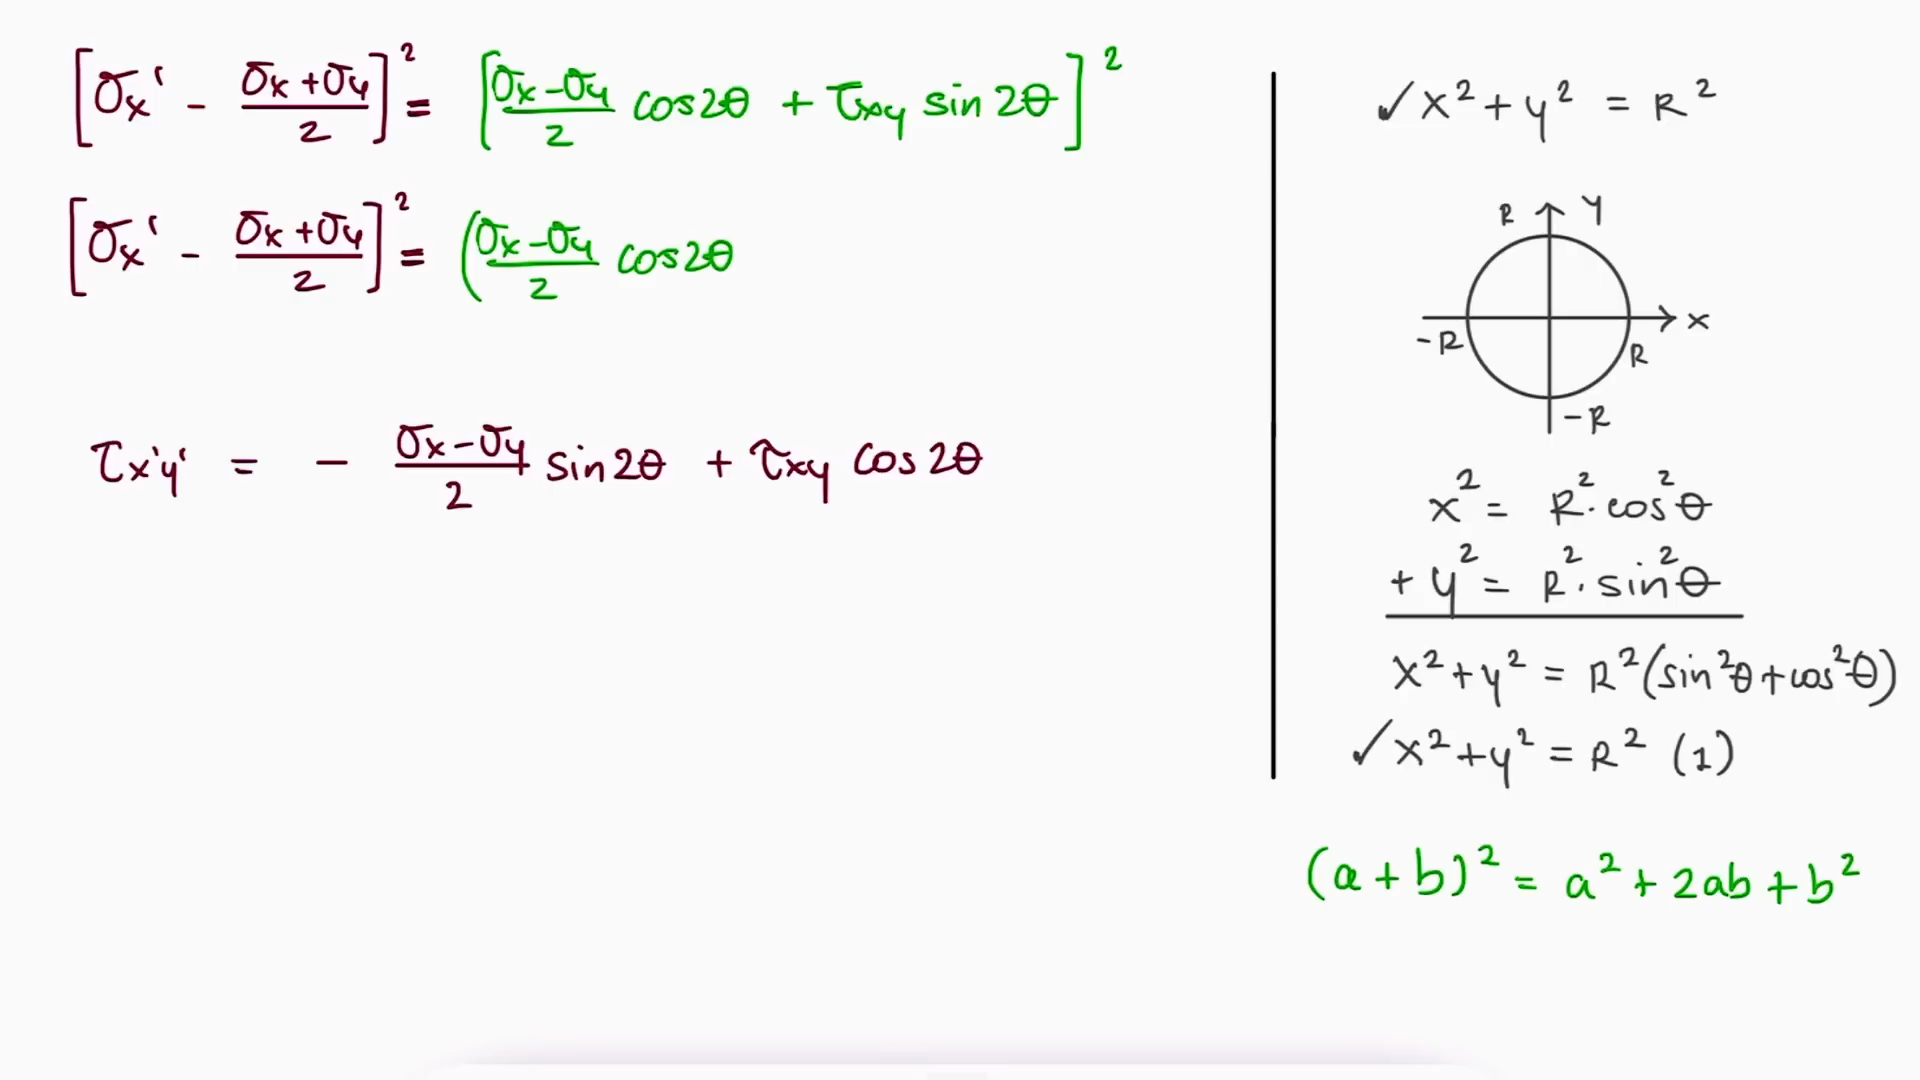 [σx' - (σx+σy)/2]² = [(σx-σy)/2 cos2θ + τxy sin 2θ]²
[σx' - (σx+σy)/2]² = ((σx-σy)/2 cos2θ
τx'y' = - (σx-σy)/2 sin2θ + τxy cos2θ
✓x²+y² = R²
R Y
x
-R R
-R
x² = R².cos²θ
+ y² = R².sin²θ
x²+y² = R²(sin²θ+cos²θ)
✓x²+y² = R² (1)
(a+b)² = a²+2ab+b²